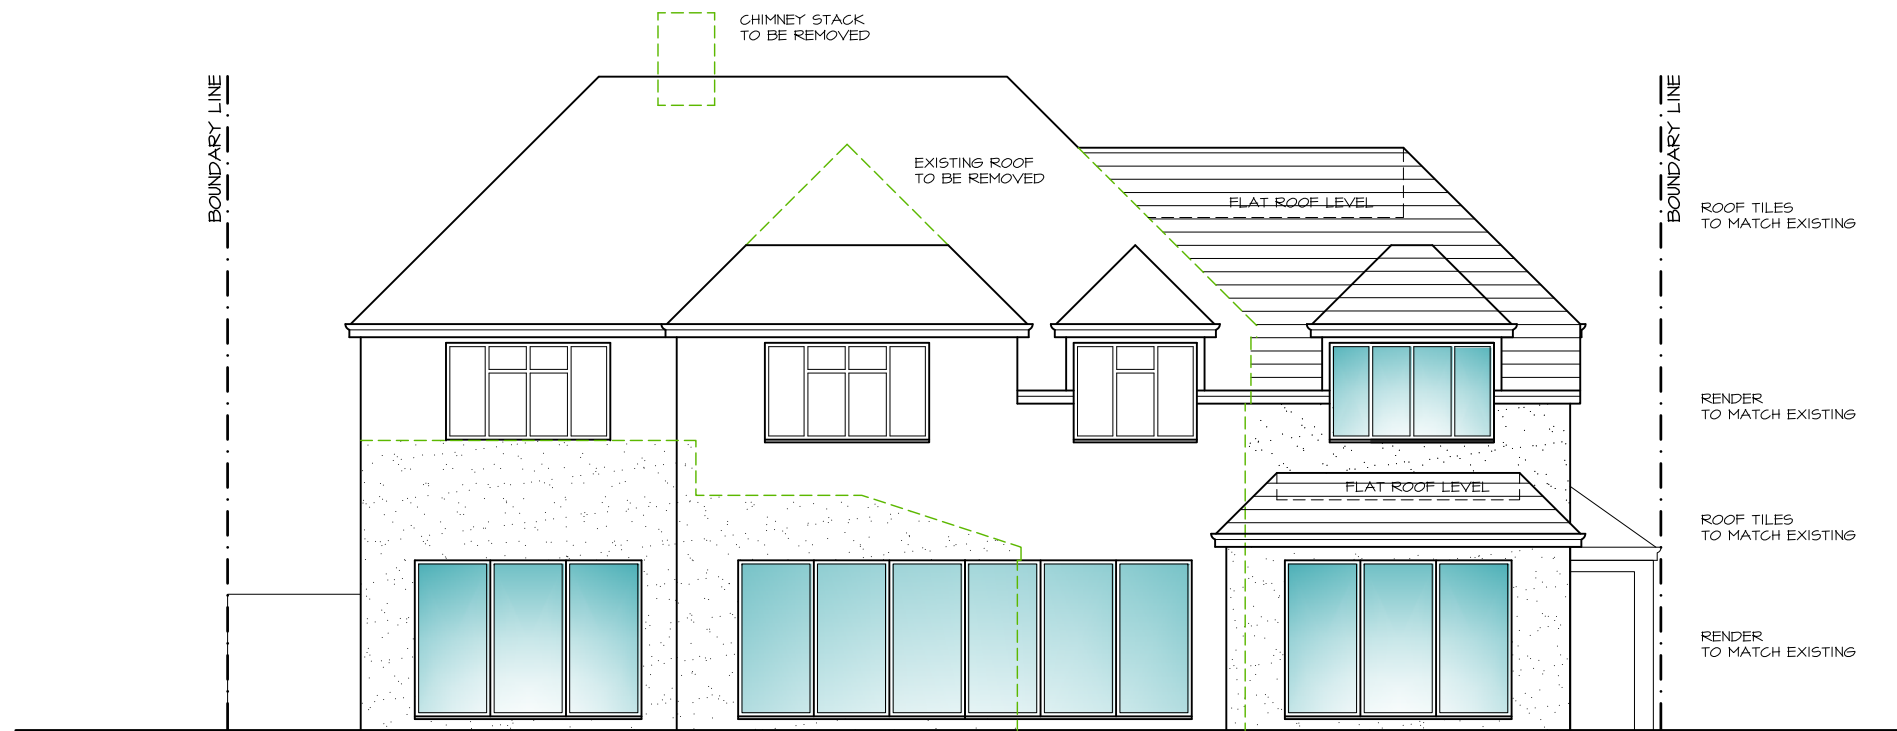 CHIMNEY STACK
TO BE REMOVED
BOUNDARY LINE
BOUNDARY LINE
EXISTING ROOF
TO BE REMOVED
FLAT ROOF LEVEL
ROOF TILES
TO MATCH EXISTING
RENDER
TO MATCH EXISTING
FLAT ROOF LEVEL
ROOF TILES
TO MATCH EXISTING
RENDER
TO MATCH EXISTING